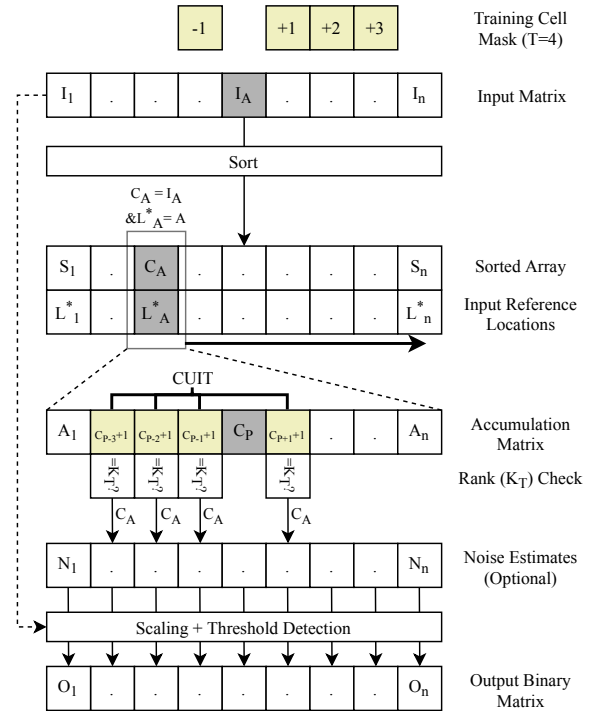 -1 +1 +2 +3 Training Cell
Mask (T=4)
I1 . . . IA . . . In Input Matrix
Sort
CA = IA
&L*A = A
S1 . CA . . . . . Sn Sorted Array
L*1 . L*A . . . . . L*n Input Reference
Locations
CUIT
A1 CP-3+1 CP-2+1 CP-1+1 CP CP+1+1 . . An Accumulation
Matrix
=KT? =KT? =KT? =KT? Rank (KT) Check
CA CA CA CA
N1 . . . . . . . Nn Noise Estimates
(Optional)
Scaling + Threshold Detection
O1 . . . . . . . On Output Binary
Matrix